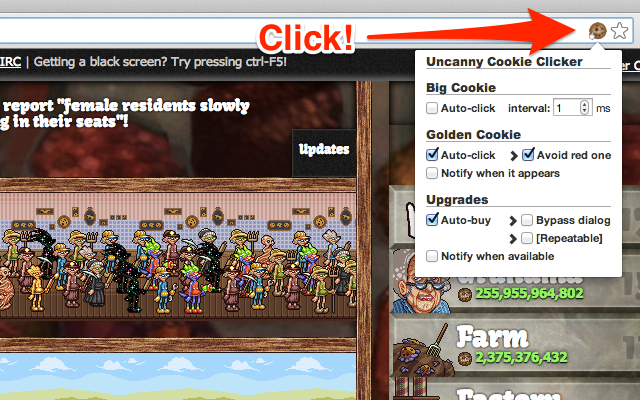 Click!
IRC | Getting a black screen? Try pressing ctrl-F5!
report "female residents slowly
g in their seats"!
Updates
Uncanny Cookie Clicker
Big Cookie
Auto-click interval: 1 ms
Golden Cookie
Auto-click Avoid red one
Notify when it appears
Upgrades
Auto-buy Bypass dialog
[Repeatable]
Notify when available
255,955,964,802
Farm
2,375,376,432
Factory